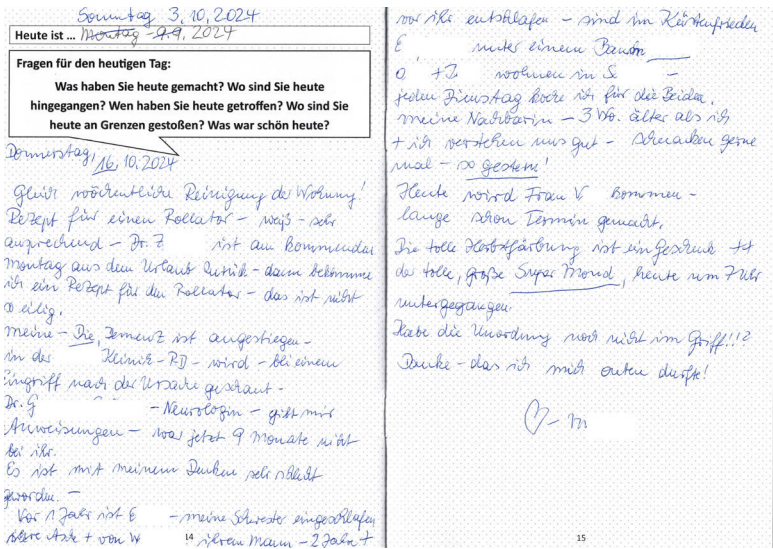 Sonntag 3.10.2024
Heute ist ... Montag - 9.9. 2024
Fragen für den heutigen Tag:
Was haben Sie heute gemacht? Wo sind Sie heute
hingegangen? Wen haben Sie heute getroffen? Wo sind Sie
heute an Grenzen gestoßen? Was war schön heute?
Donnerstag, 16.10.2024
Gleich wöchentliche Reinigung der Wohnung!
Rezept für einen Rollator - weiß - sehr
ansprechend - Dr. Z ist am kommenden
Montag aus dem Urlaub zurück - dann bekomme
ich ein Rezept für den Rollator - das ist nicht
eilig.
meine - Die Demenz ist angestiegen -
in der Klinik - RD - wird - bei einem
Eingriff nach der Ursache geschaut -
Dr. G - Neurologin - gibt mir
Anweisungen - war jetzt 9 Monate nicht
bei ihr.
Es ist mit meinem Denken sehr schlecht
geworden. -
Vor 1 Jahr ist E - meine Schwester eingeschlafen
ihre Asche + von W ihrem Mann - 2 Jahre +
14
vor ihr entschlafen - sind im Küstenfrieden
E unter einem Baum
O + Z wohnen in Se -
jeden Dienstag koche ich für die Beiden.
meine Nachbarin - 3 Wo. älter als ich
+ ich verstehen uns gut - schnacken gerne
mal - so gestern!
Heute wird Frau V kommen -
lange schon Termin gemacht.
Die tolle Herbstfärbung ist ein Geschenk ++
der tolle, große Super Mond, heute um 7 Uhr
untergegangen.
Habe die Unordnung noch nicht im Griff!!?
Danke - das ich mich outen durfte!
♡ - m
15